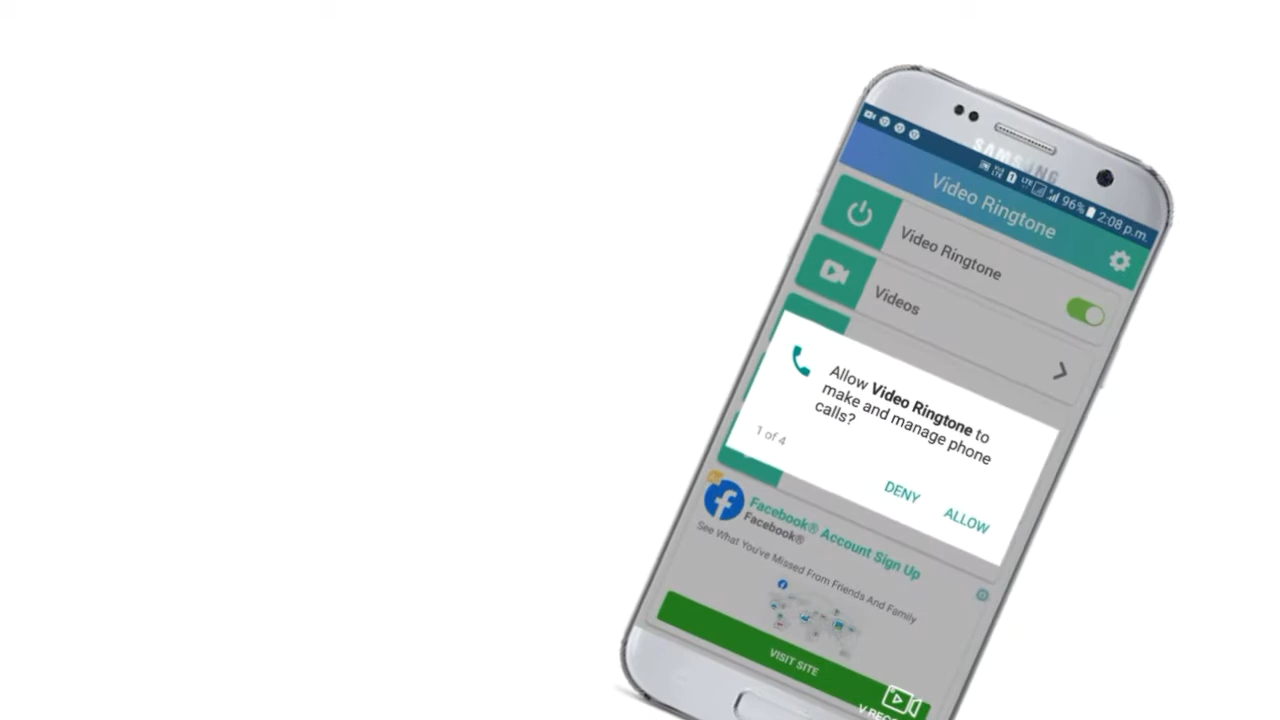 SAMSUNG
LTE 96% 2:08 p.m.
Video Ringtone
Video Ringtone
Videos
Allow Video Ringtone to
make and manage phone
calls?
1 of 4
DENY
ALLOW
Facebook® Account Sign Up
Facebook®
See What You've Missed From Friends And Family
VISIT SITE